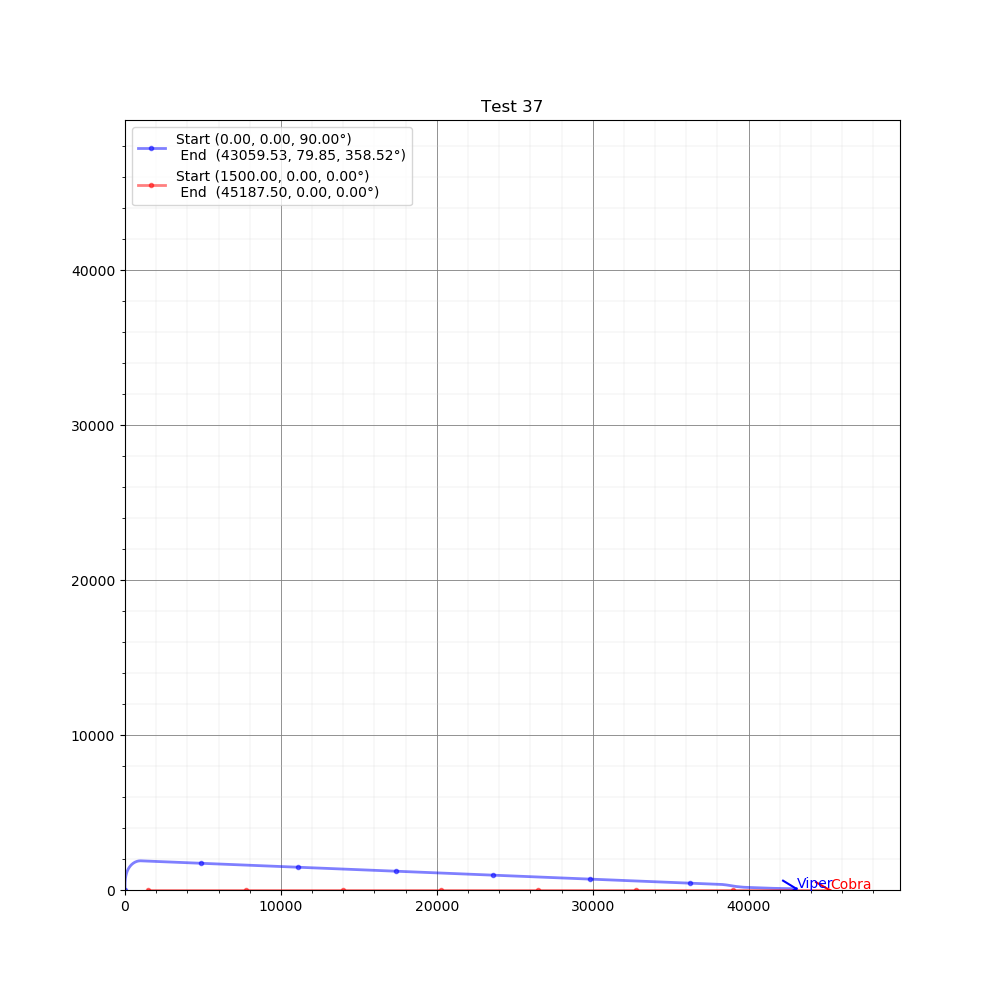 Test 37
Start (0.00, 0.00, 90.00°)
End (43059.53, 79.85, 358.52°)
Start (1500.00, 0.00, 0.00°)
End (45187.50, 0.00, 0.00°)
40000
30000
20000
10000
0
Viper
Cobra
0 10000 20000 30000 40000